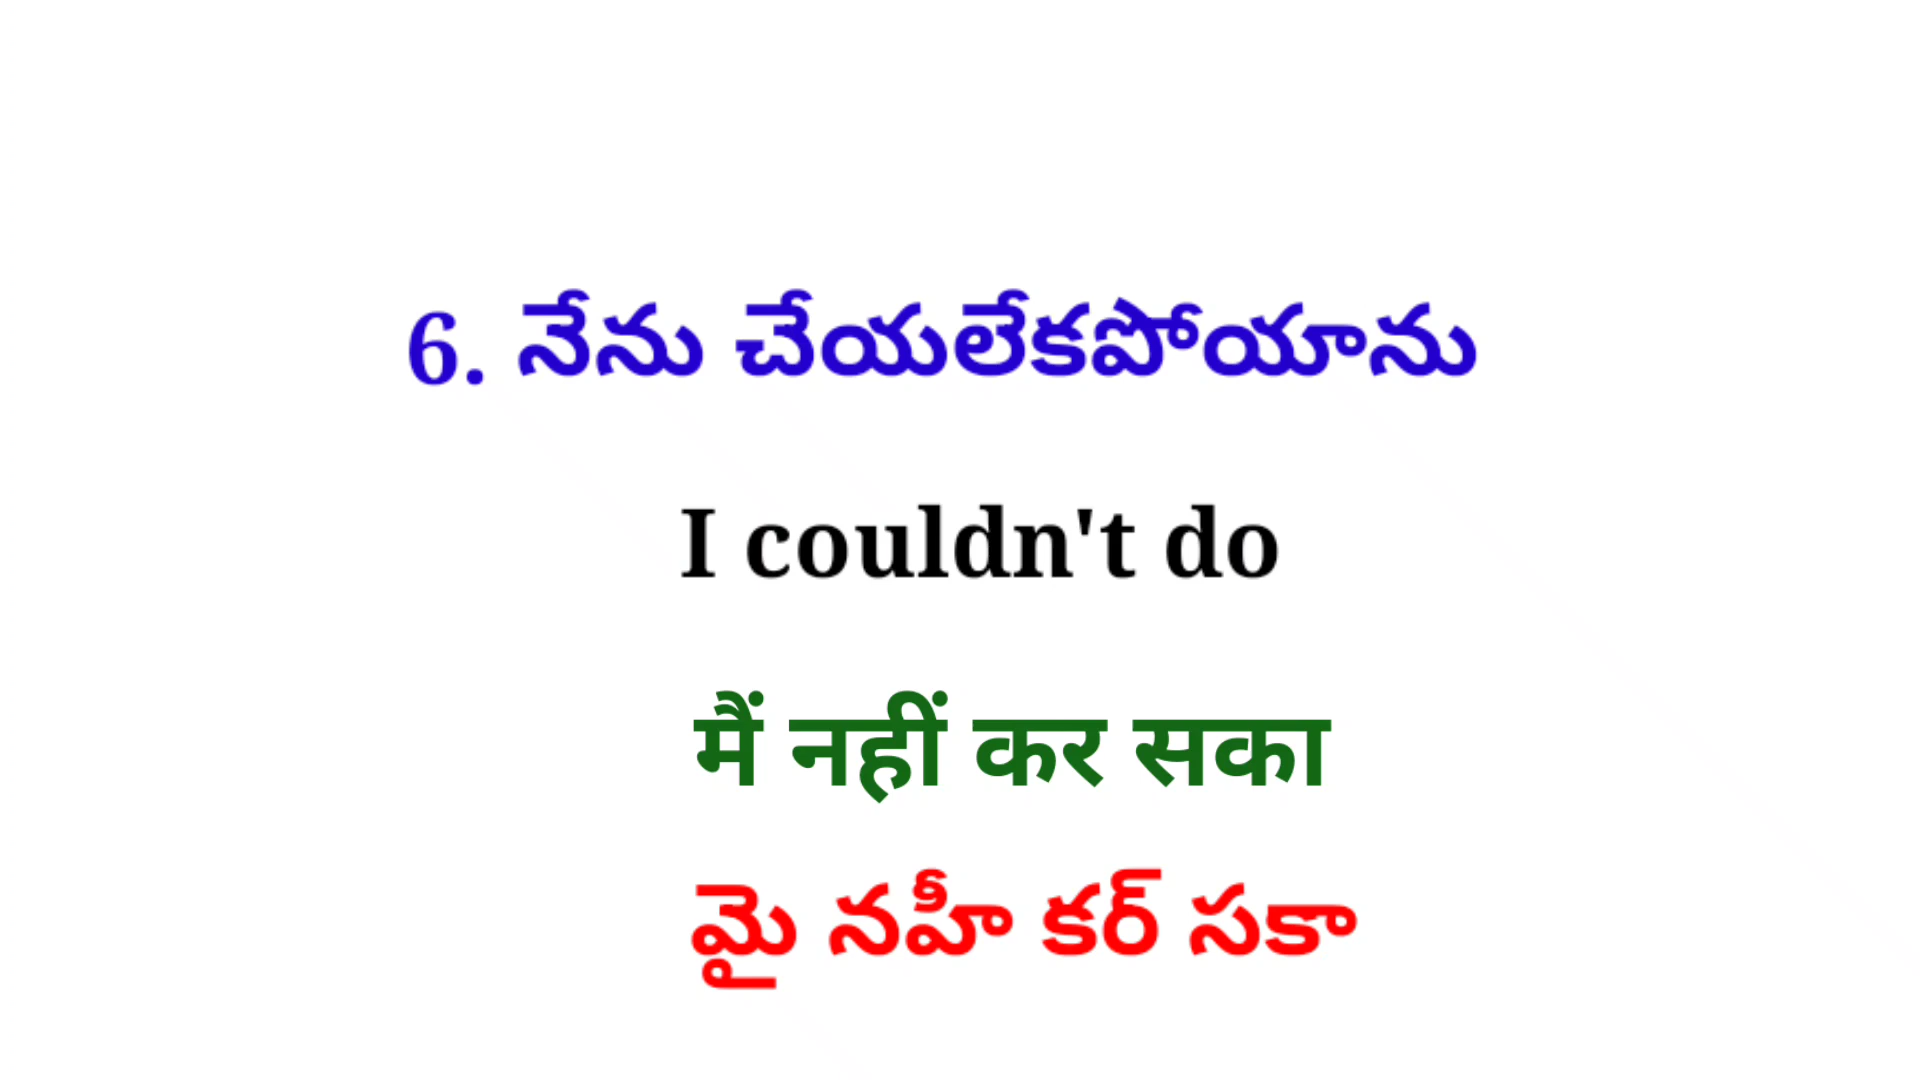 6. నేను చేయలేకపోయాను
I couldn't do
मैं नहीं कर सका
మై నహీ కర్ సకా